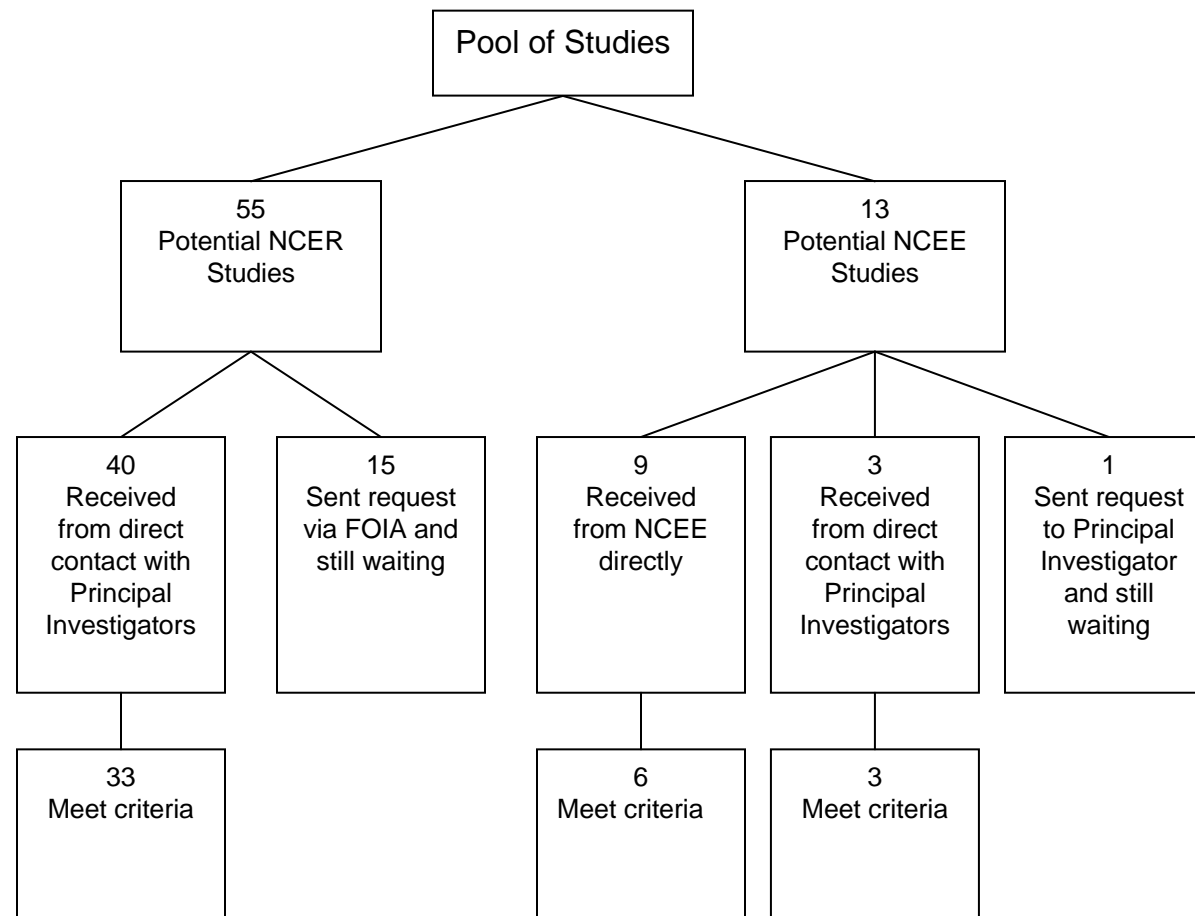 Pool of Studies
55
Potential NCER
Studies
13
Potential NCEE
Studies
40
Received
from direct
contact with
Principal
Investigators
15
Sent request
via FOIA and
still waiting
9
Received
from NCEE
directly
3
Received
from direct
contact with
Principal
Investigators
1
Sent request
to Principal
Investigator
and still
waiting
33
Meet criteria
6
Meet criteria
3
Meet criteria